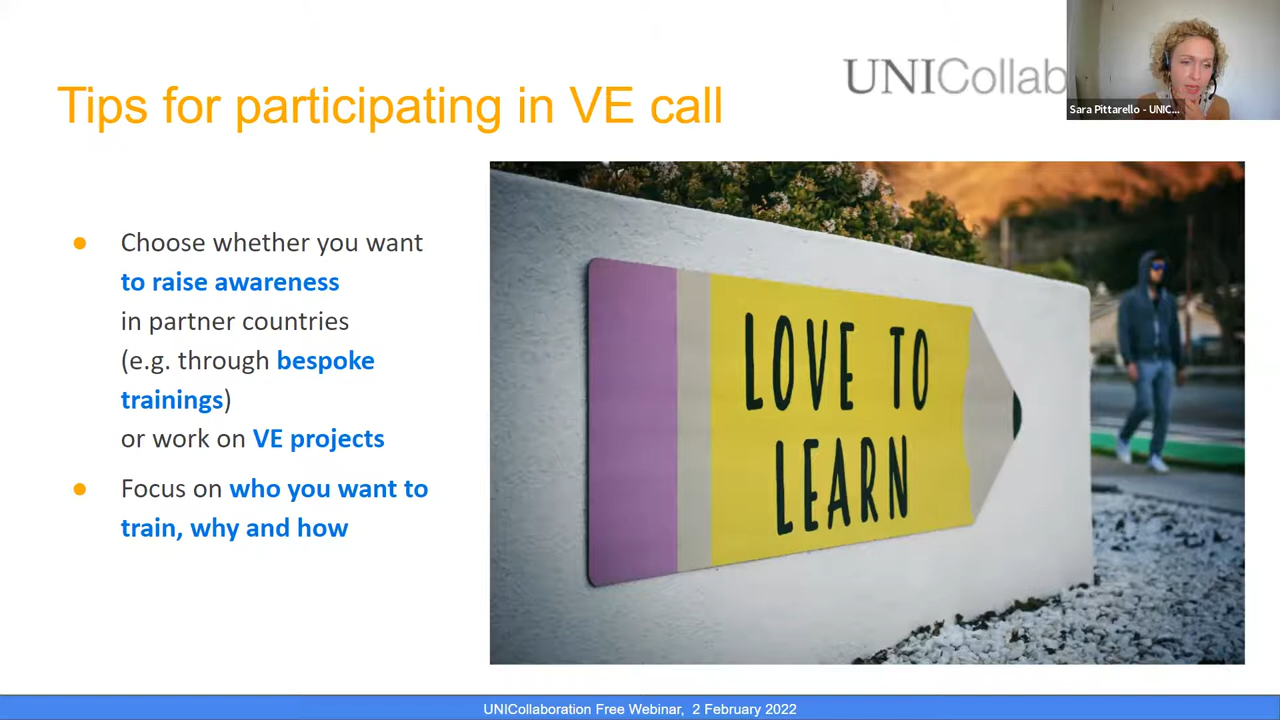 UNICollab
Sara Pittarello - UNIC...
Tips for participating in VE call
● Choose whether you want
to raise awareness
in partner countries
(e.g. through bespoke
trainings)
or work on VE projects
● Focus on who you want to
train, why and how
LOVE TO
LEARN
UNICollaboration Free Webinar, 2 February 2022